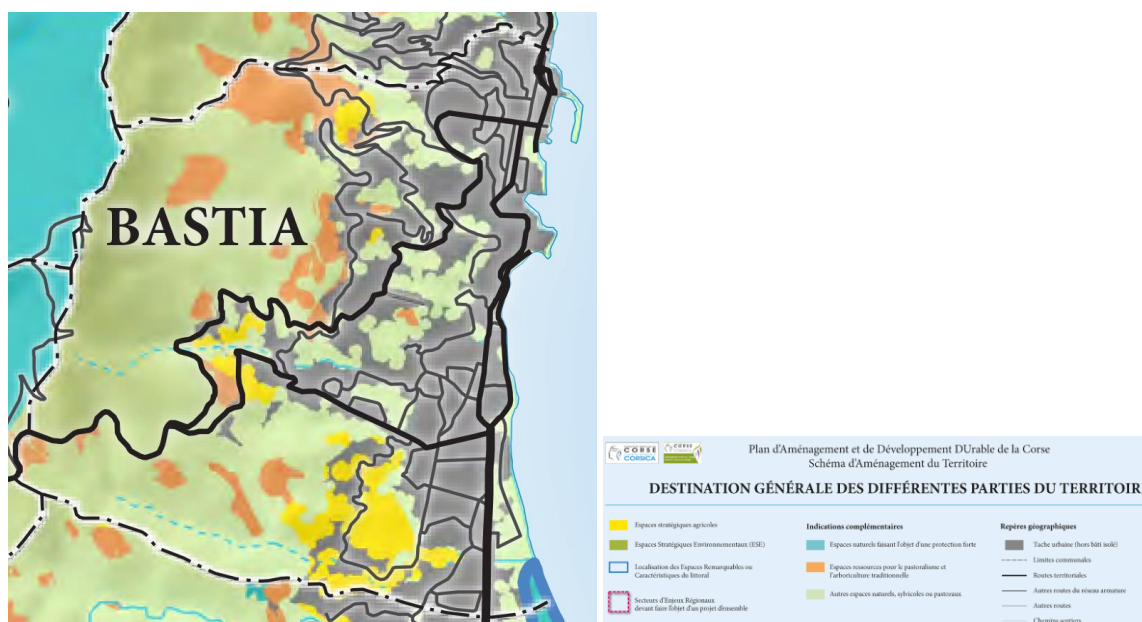 BASTIA
CORSE
CORSICA
CORSE
Plan d'Aménagement et de Développement DUrable de la Corse
Schéma d'Aménagement du Territoire
DESTINATION GÉNÉRALE DES DIFFÉRENTES PARTIES DU TERRITOIR
Espaces stratégiques agricoles
Espaces Stratégiques Environnementaux (ESE)
Localisation des Espaces Remarquables ou
Caractéristiques du littoral
Secteurs d'Enjeux Régionaux
devant faire l'objet d'un projet d'ensemble
Indications complémentaires
Espaces naturels faisant l'objet d'une protection forte
Espaces ressources pour le pastoralisme et
l'arboriculture traditionnelle
Autres espaces naturels, sylvicoles ou pastoraux
Repères géographiques
Tache urbaine (hors bâti isolé)
Limites communales
Routes territoriales
Autres routes du réseau armature
Autres routes
Chemins sentiers